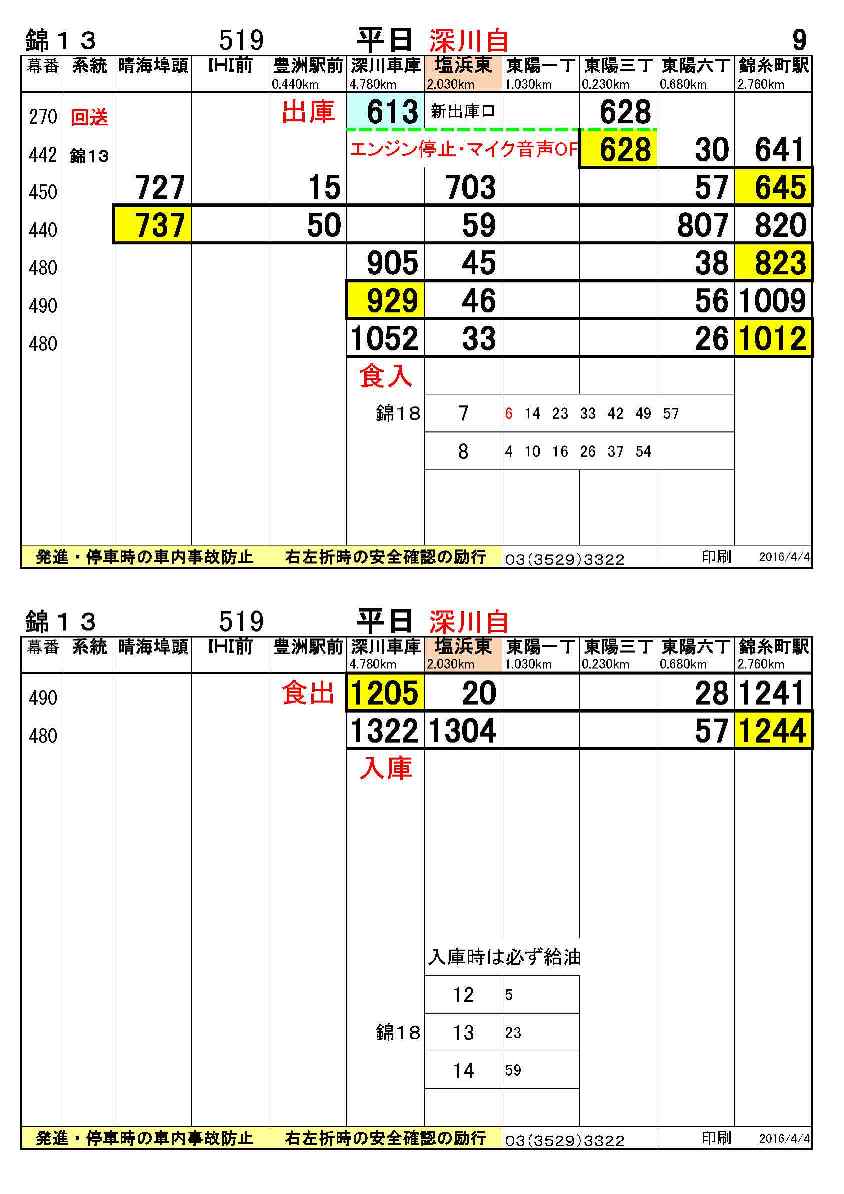 錦１３ 519 平日 深川自 9
幕番 系統 晴海埠頭 IHI前 豊洲駅前 深川車庫 塩浜東 東陽一丁 東陽三丁 東陽六丁 錦糸町駅
0.440km 4.780km 2.030km 1.030km 0.230km 0.680km 2.760km
270 回送 出庫 613 新出庫口 628
442 錦13 エンジン停止・マイク音声OF 628 30 641
450 727 15 703 57 645
440 737 50 59 807 820
480 905 45 38 823
490 929 46 56 1009
480 1052 33 26 1012
食入
錦18 7 6 14 23 33 42 49 57
8 4 10 16 26 37 54
発進・停車時の車内事故防止 右左折時の安全確認の励行 03(3529)3322 印刷 2016/4/4
錦１３ 519 平日 深川自
幕番 系統 晴海埠頭 IHI前 豊洲駅前 深川車庫 塩浜東 東陽一丁 東陽三丁 東陽六丁 錦糸町駅
4.780km 2.030km 1.030km 0.230km 0.680km 2.760km
490 食出 1205 20 28 1241
480 1322 1304 57 1244
入庫
入庫時は必ず給油
12 5
錦18 13 23
14 59
発進・停車時の車内事故防止 右左折時の安全確認の励行 03(3529)3322 印刷 2016/4/4